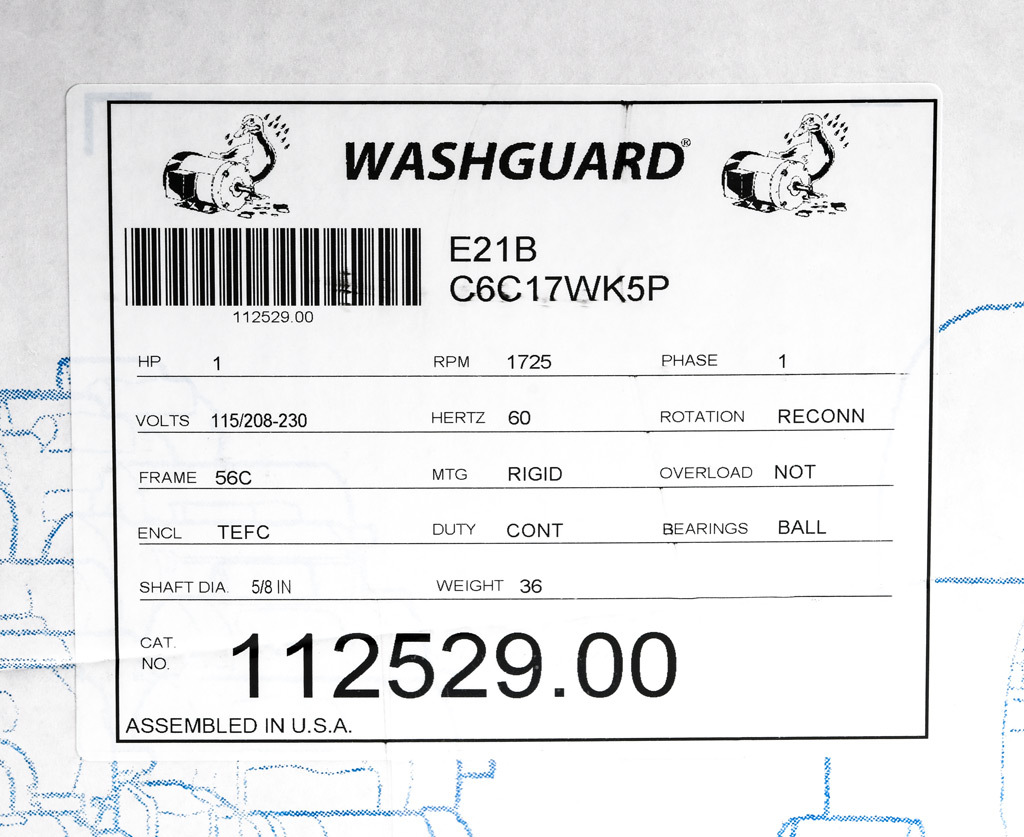 WASHGUARD®
E21B
C6C17WK5P
112529.00
HP 1 RPM 1725 PHASE 1
VOLTS 115/208-230 HERTZ 60 ROTATION RECONN
FRAME 56C MTG RIGID OVERLOAD NOT
ENCL TEFC DUTY CONT BEARINGS BALL
SHAFT DIA. 5/8 IN WEIGHT 36
CAT.
NO. 112529.00
ASSEMBLED IN U.S.A.